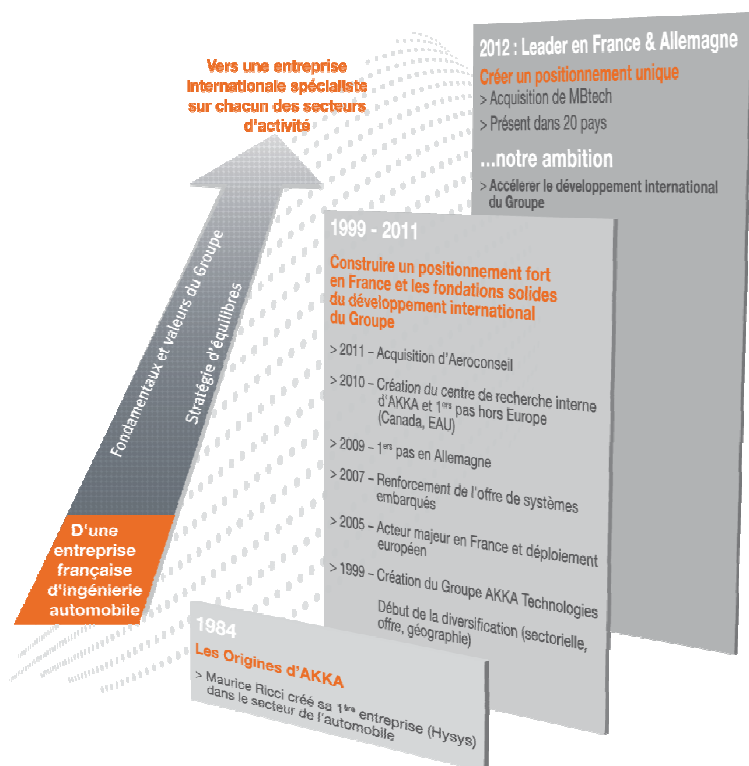 Vers une entreprise
internationale spécialiste
sur chacun des secteurs
d'activité
Fondamentaux et valeurs du Groupe
Stratégie d'équilibres
D'une
entreprise
française
d'ingénierie
automobile
2012 : Leader en France & Allemagne
Créer un positionnement unique
> Acquisition de MBtech
> Présent dans 20 pays
...notre ambition
> Accélerer le développement international
du Groupe
1999 - 2011
Construire un positionnement fort
en France et les fondations solides
du développement international
du Groupe
> 2011 – Acquisition d'Aeroconseil
> 2010 – Création du centre de recherche interne
d'AKKA et 1ers pas hors Europe
(Canada, EAU)
> 2009 – 1ers pas en Allemagne
> 2007 – Renforcement de l'offre de systèmes
embarqués
> 2005 – Acteur majeur en France et déploiement
européen
> 1999 – Création du Groupe AKKA Technologies
Début de la diversification (sectorielle,
offre, géographie)
1984
Les Origines d'AKKA
> Maurice Ricci créé sa 1ère entreprise (Hysys)
dans le secteur de l'automobile